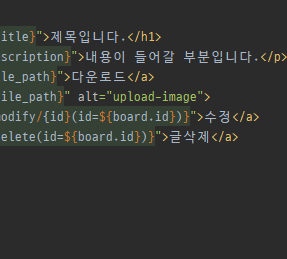 itle}">제목입니다.</h1>
scription}">내용이 들어갈 부분입니다.</p>
le_path}">다운로드</a>
ile_path}" alt="upload-image">
modify/{id}(id=${board.id})}">수정</a>
delete(id=${board.id})}">글삭제</a>